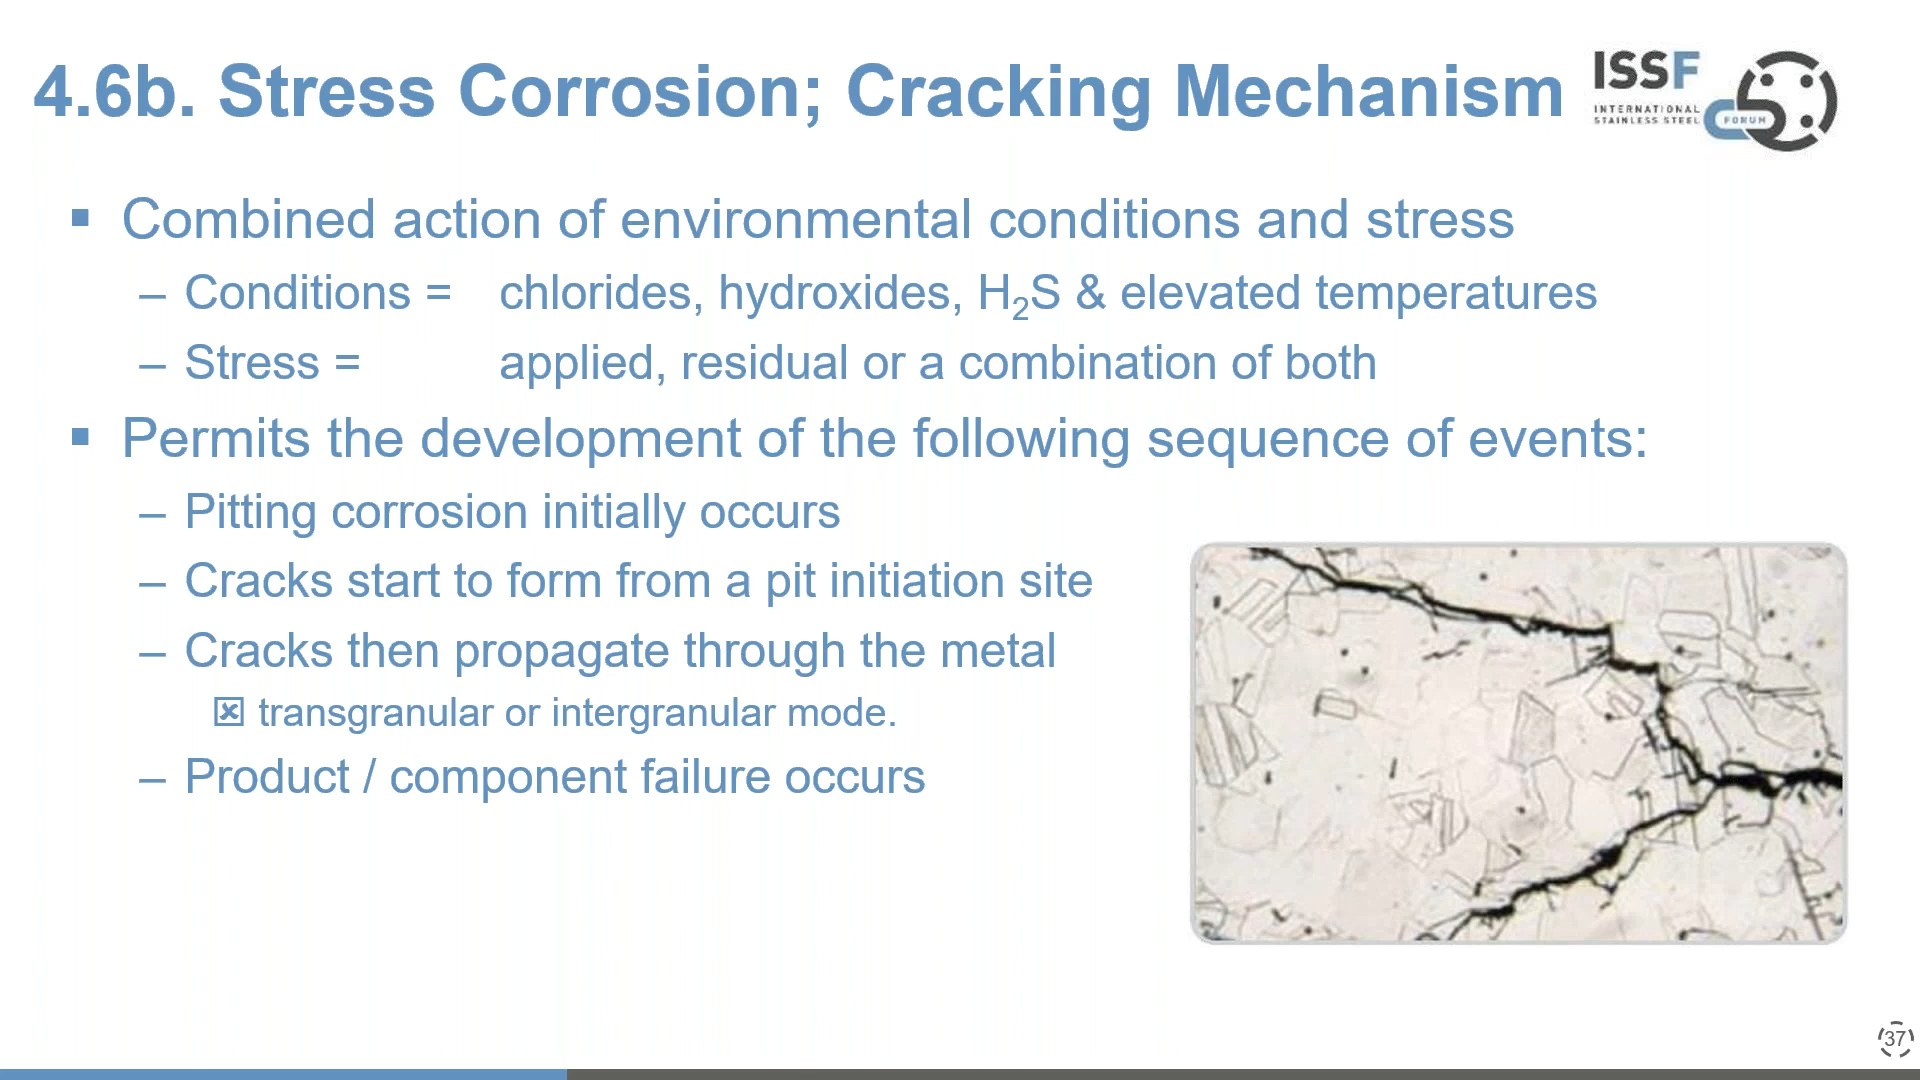 4.6b. Stress Corrosion; Cracking Mechanism
ISSF
INTERNATIONAL
STAINLESS STEEL
FORUM
▪ Combined action of environmental conditions and stress
– Conditions = chlorides, hydroxides, H₂S & elevated temperatures
– Stress = applied, residual or a combination of both
▪ Permits the development of the following sequence of events:
– Pitting corrosion initially occurs
– Cracks start to form from a pit initiation site
– Cracks then propagate through the metal
☒ transgranular or intergranular mode.
– Product / component failure occurs
37